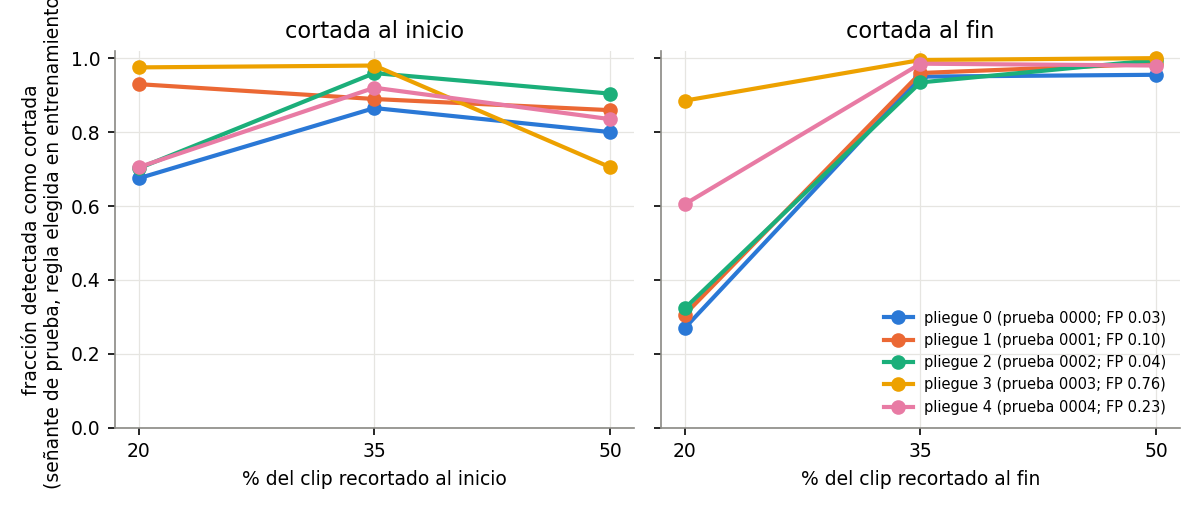 cortada al inicio
cortada al fin
fracción detectada como cortada
(señante de prueba, regla elegida en entrenamiento
1.0
0.8
0.6
0.4
0.2
0.0
20
35
50
% del clip recortado al inicio
20
35
50
% del clip recortado al fin
pliegue 0 (prueba 0000; FP 0.03)
pliegue 1 (prueba 0001; FP 0.10)
pliegue 2 (prueba 0002; FP 0.04)
pliegue 3 (prueba 0003; FP 0.76)
pliegue 4 (prueba 0004; FP 0.23)